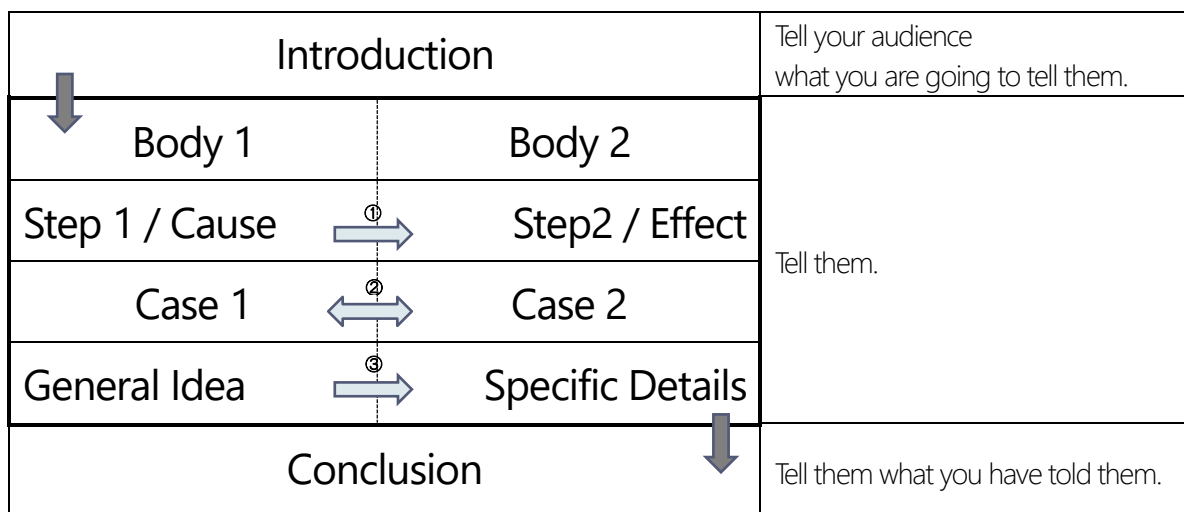 Introduction
Tell your audience
what you are going to tell them.
Body 1
Body 2
Step 1 / Cause
①
Step2 / Effect
Tell them.
Case 1
②
Case 2
General Idea
③
Specific Details
Conclusion
Tell them what you have told them.